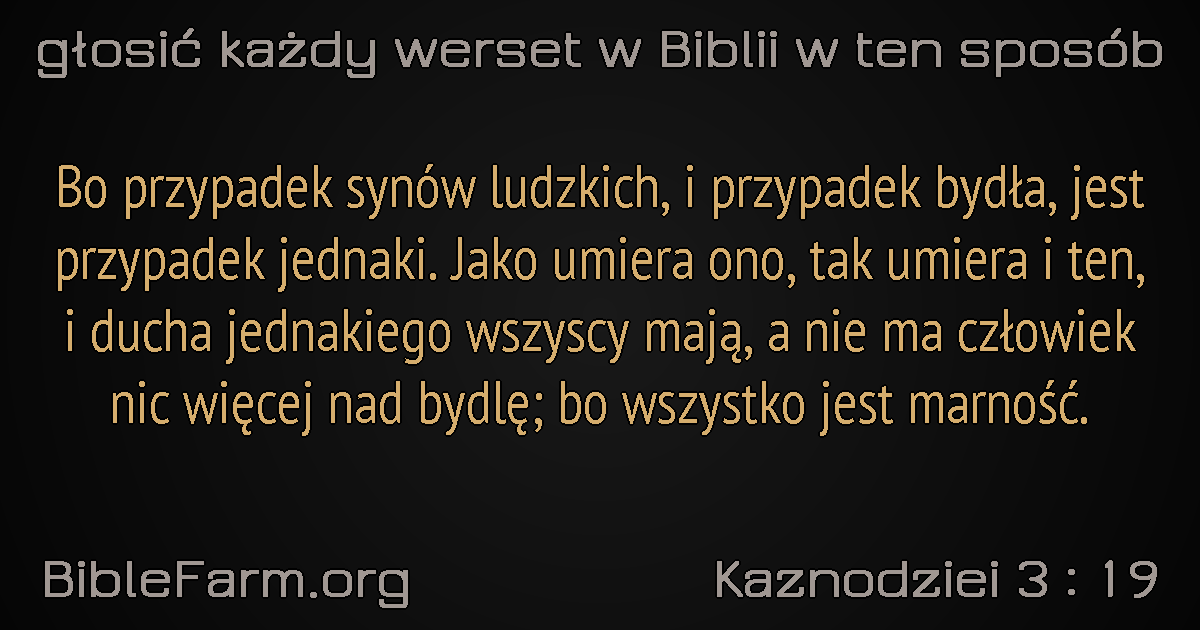 głosić każdy werset w Biblii w ten sposób
Bo przypadek synów ludzkich, i przypadek bydła, jest
przypadek jednaki. Jako umiera ono, tak umiera i ten,
i ducha jednakiego wszyscy mają, a nie ma człowiek
nic więcej nad bydlę; bo wszystko jest marność.
BibleFarm.org
Kaznodziei 3 : 19